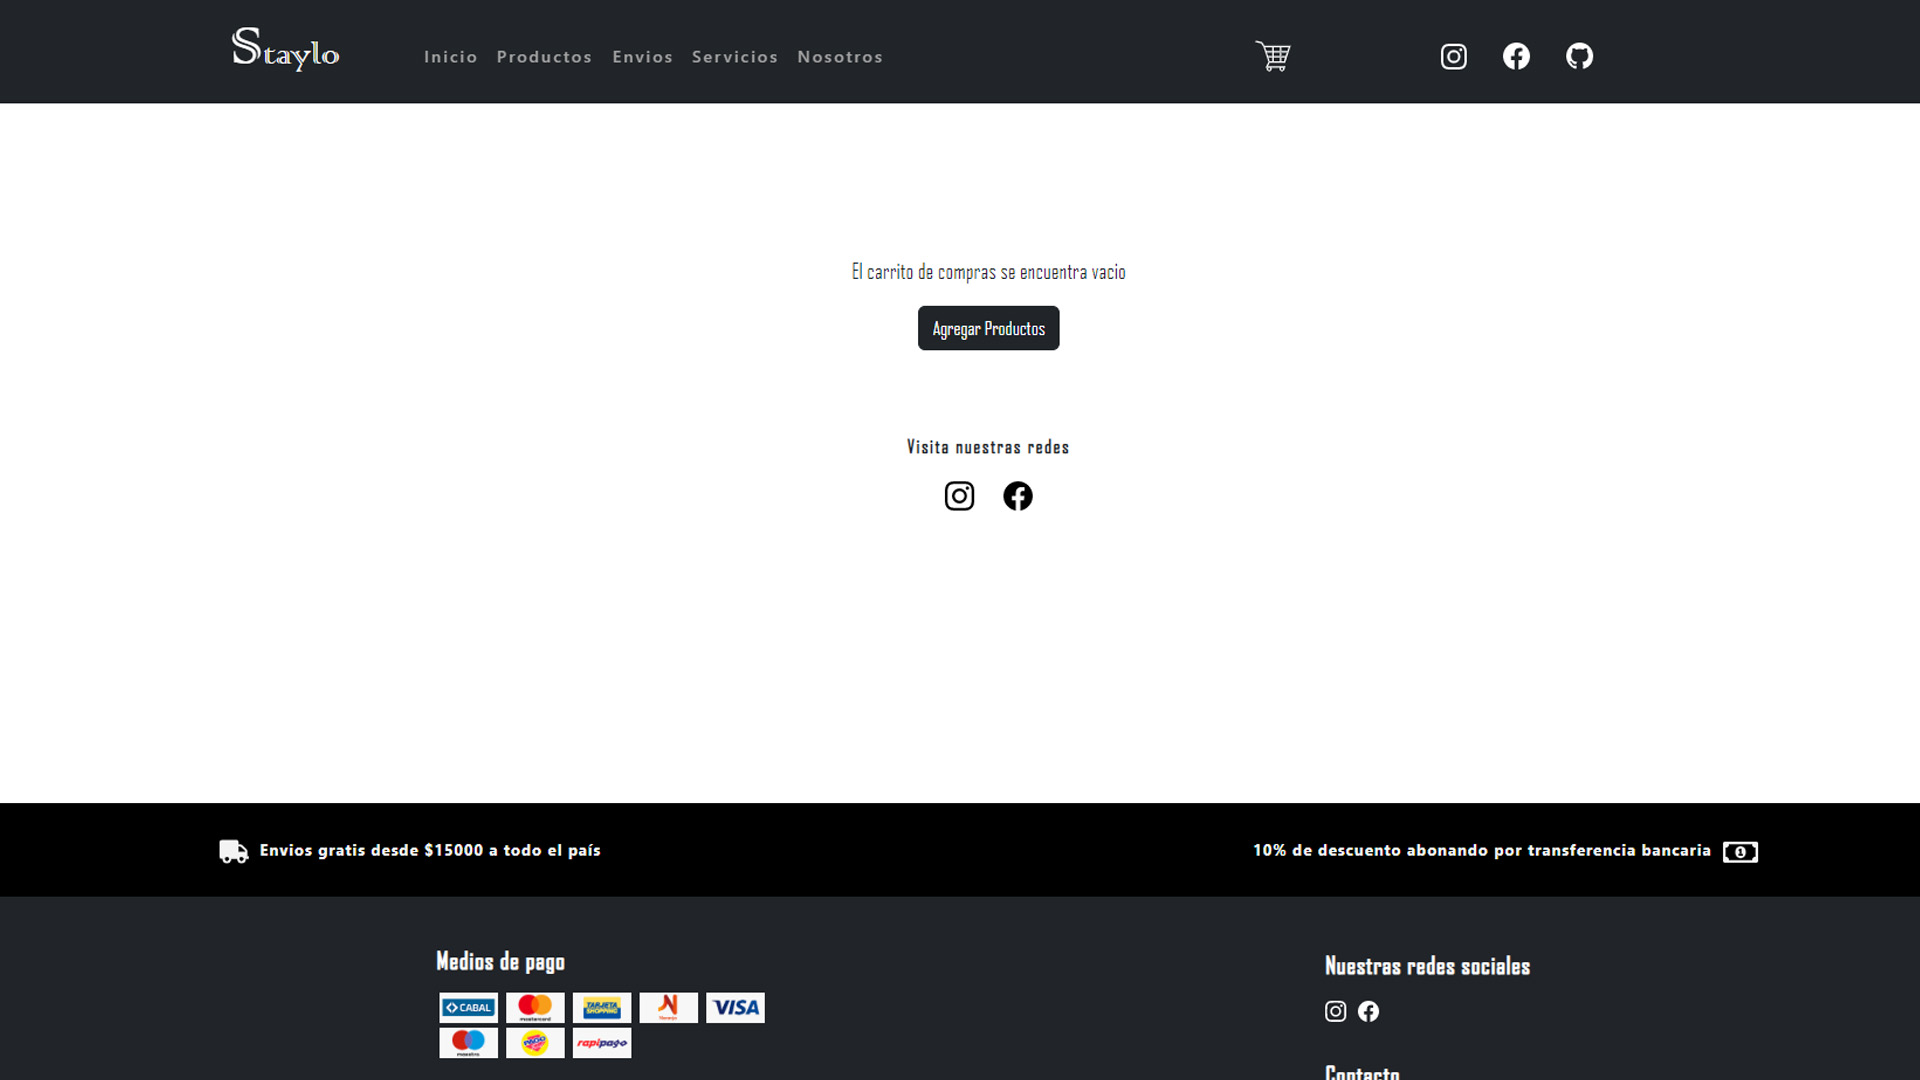 Staylo
Inicio Productos Envios Servicios Nosotros
El carrito de compras se encuentra vacio
Agregar Productos
Visita nuestras redes
Envios gratis desde $15000 a todo el país
10% de descuento abonando por transferencia bancaria
Medios de pago
CABAL mastercard TARJETA SHOPPING Naranja VISA
maestro PAGO rapipago
Nuestras redes sociales
Contacto